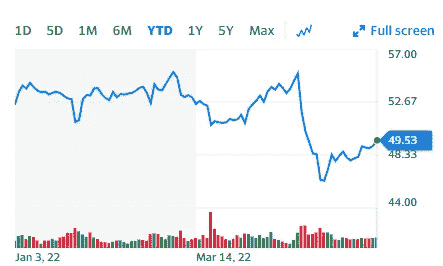 1D 5D 1M 6M YTD 1Y 5Y Max Full screen
57.00
52.67
49.53
48.33
44.00
Jan 3, 22 Mar 14, 22